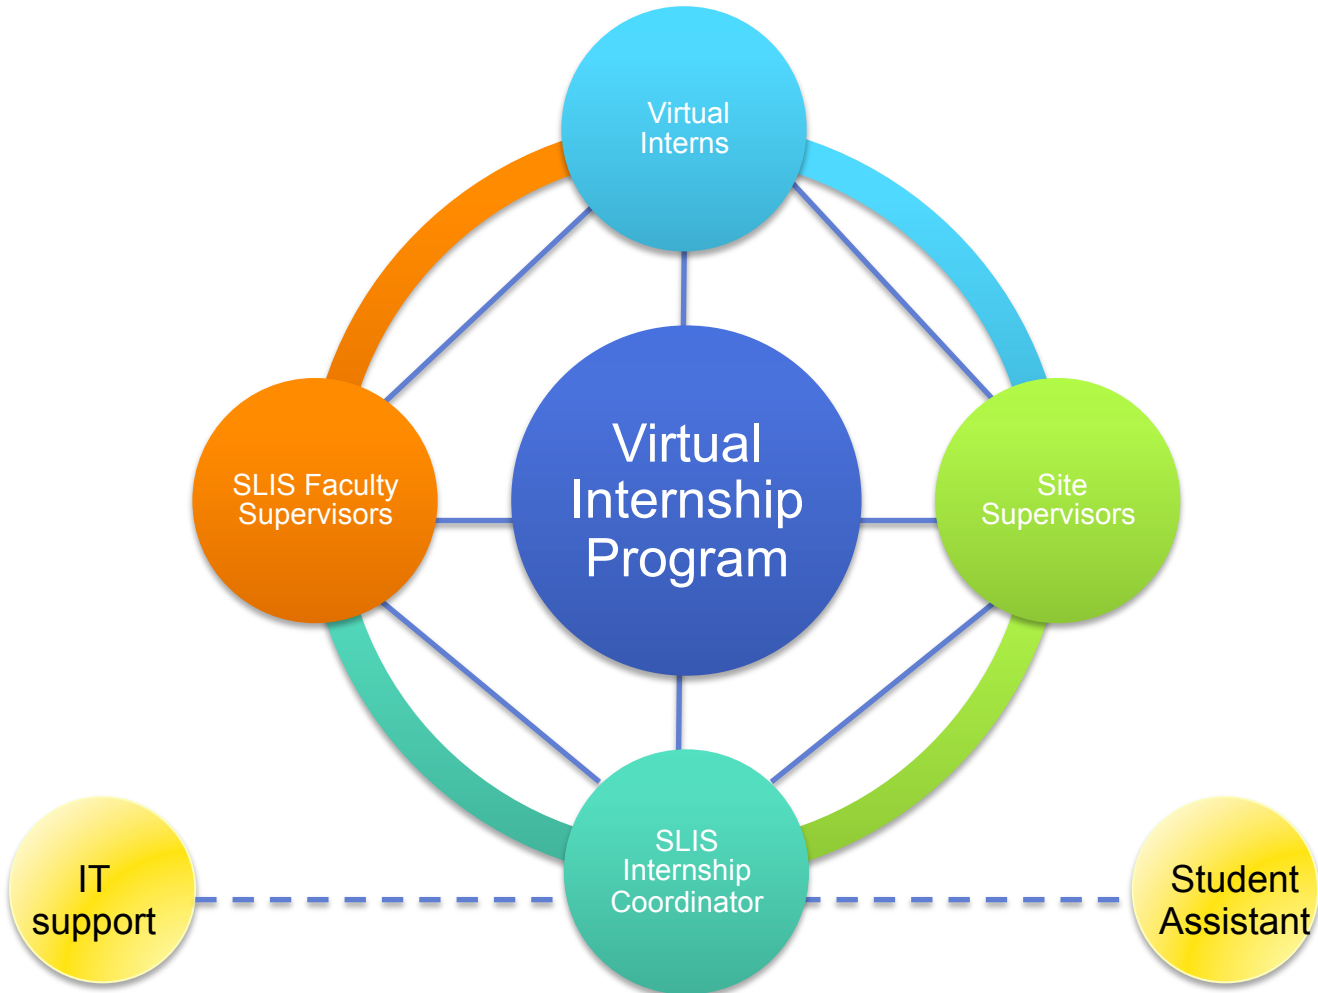 Virtual
Interns
SLIS Faculty
Supervisors
Virtual
Internship
Program
Site
Supervisors
SLIS
Internship
Coordinator
IT
support
Student
Assistant